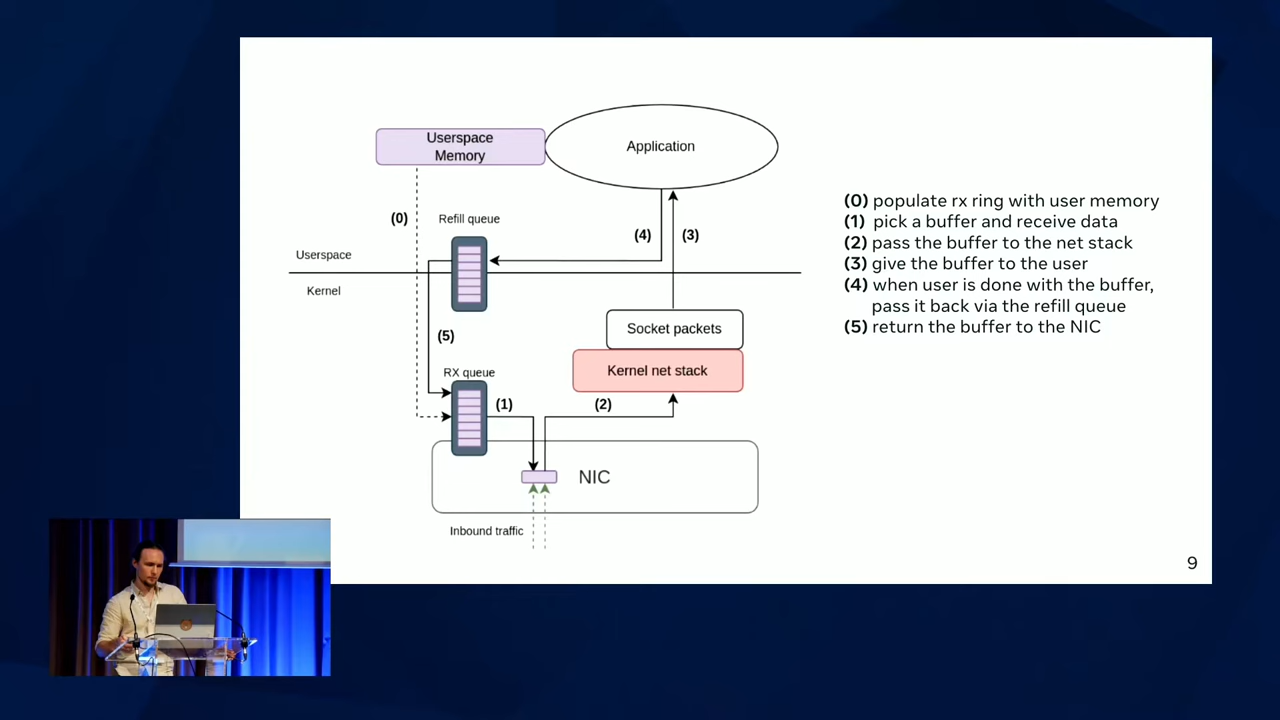 Userspace
Memory
Application
(0)
Refill queue
(4)
(3)
Userspace
Kernel
(5)
Socket packets
Kernel net stack
RX queue
(1)
(2)
NIC
Inbound traffic
(0) populate rx ring with user memory
(1) pick a buffer and receive data
(2) pass the buffer to the net stack
(3) give the buffer to the user
(4) when user is done with the buffer,
pass it back via the refill queue
(5) return the buffer to the NIC
9